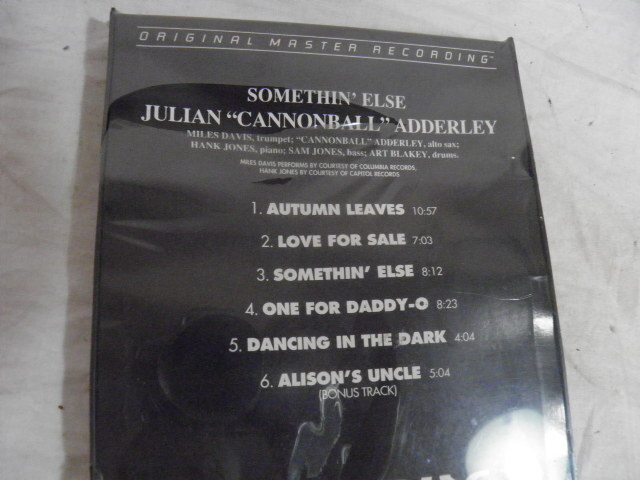 ORIGINAL MASTER RECORDING™
SOMETHIN' ELSE
JULIAN "CANNONBALL" ADDERLEY
MILES DAVIS, trumpet; "CANNONBALL" ADDERLEY, alto sax;
HANK JONES, piano; SAM JONES, bass; ART BLAKEY, drums.
MILES DAVIS PERFORMS BY COURTESY OF COLUMBIA RECORDS,
HANK JONES BY COURTESY OF CAPITOL RECORDS
1. AUTUMN LEAVES 10:57
2. LOVE FOR SALE 7:03
3. SOMETHIN' ELSE 8:12
4. ONE FOR DADDY-O 8:23
5. DANCING IN THE DARK 4:04
6. ALISON'S UNCLE 5:04
(BONUS TRACK)